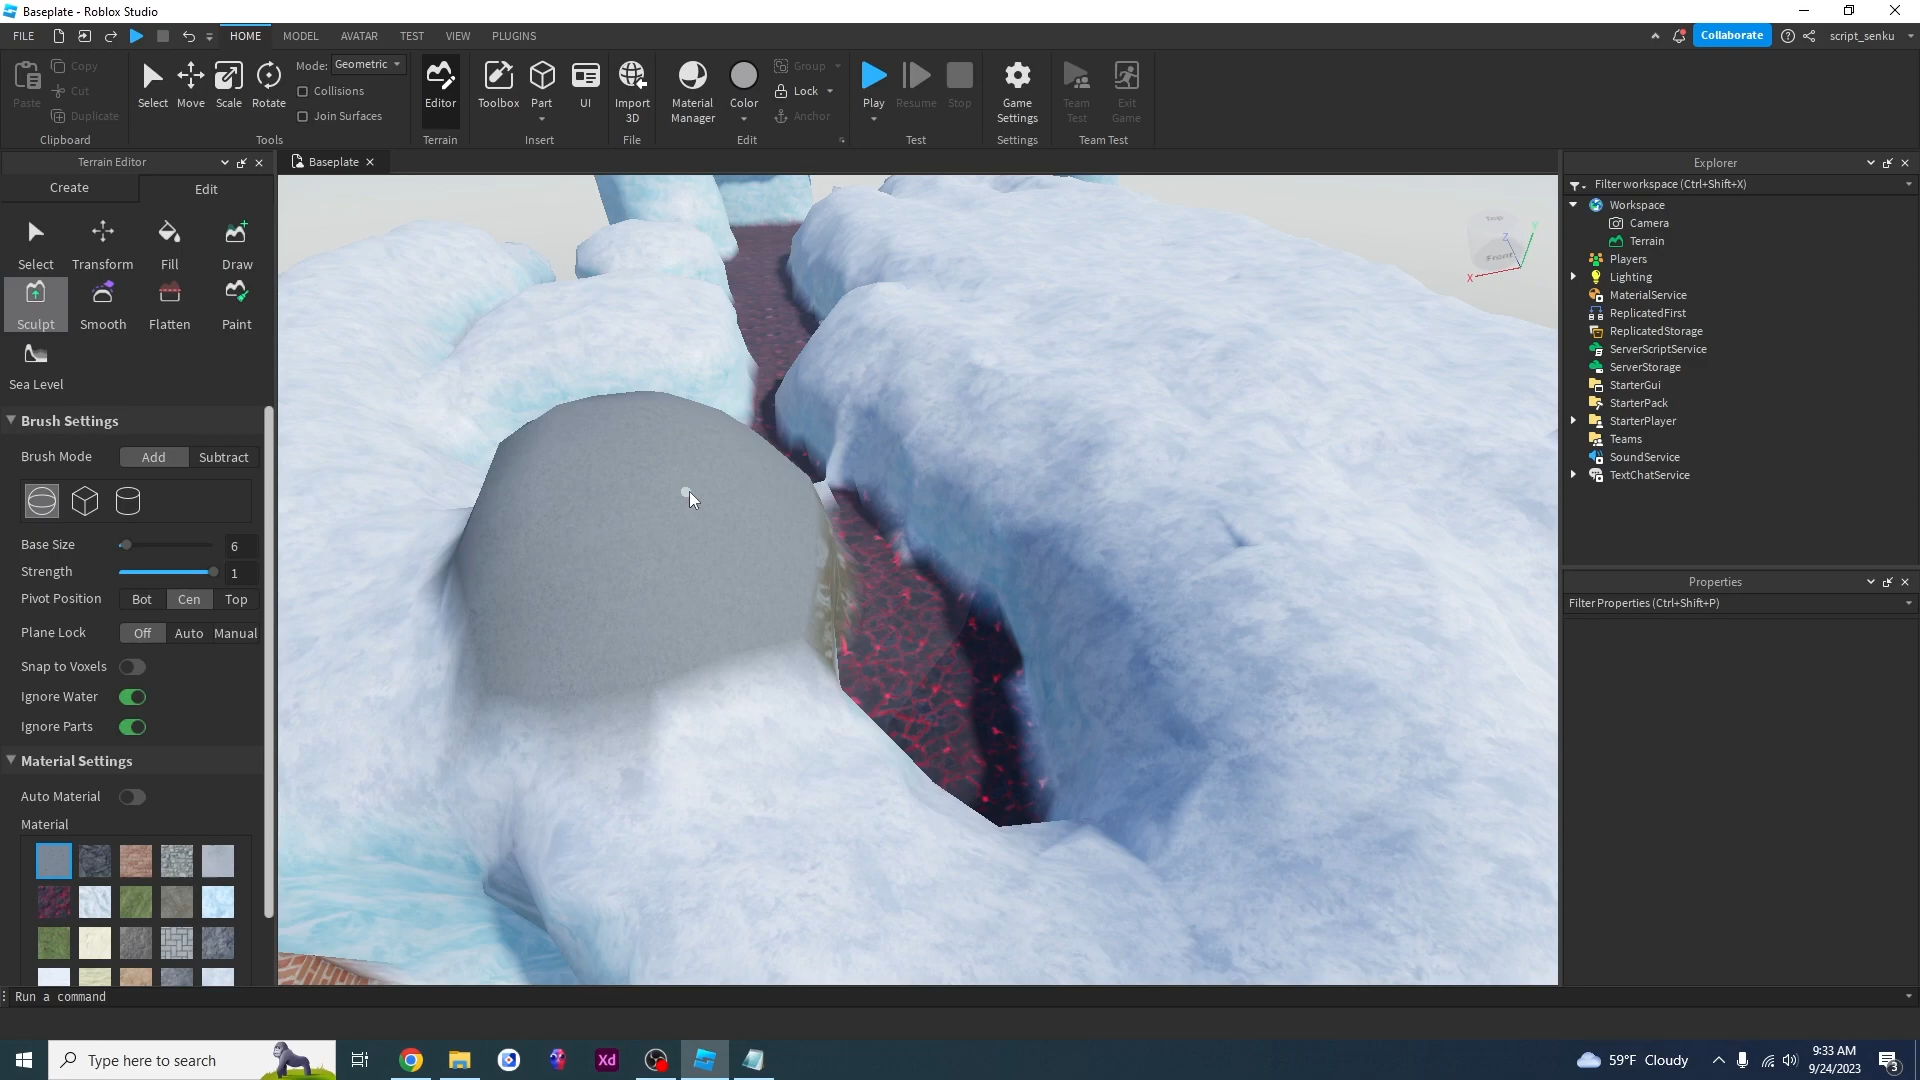 Baseplate - Roblox Studio
FILE
HOME
MODEL
AVATAR
TEST
VIEW
PLUGINS
Collaborate
script_senku
Paste
Copy
Cut
Duplicate
Clipboard
Select
Move
Scale
Rotate
Mode: Geometric
Collisions
Join Surfaces
Tools
Editor
Terrain
Toolbox
Part
UI
Insert
Import
3D
File
Material
Manager
Color
Group
Lock
Anchor
Edit
Play
Resume
Stop
Test
Game
Settings
Settings
Team
Test
Exit
Game
Team Test
Terrain Editor
Create
Edit
Select
Transform
Fill
Draw
Sculpt
Smooth
Flatten
Paint
Sea Level
Brush Settings
Brush Mode Add Subtract
Base Size 6
Strength 1
Pivot Position Bot Cen Top
Plane Lock Off Auto Manual
Snap to Voxels
Ignore Water
Ignore Parts
Material Settings
Auto Material
Material
Baseplate
Top
Front
X
Y
Z
Explorer
Filter workspace (Ctrl+Shift+X)
Workspace
Camera
Terrain
Players
Lighting
MaterialService
ReplicatedFirst
ReplicatedStorage
ServerScriptService
ServerStorage
StarterGui
StarterPack
StarterPlayer
Teams
SoundService
TextChatService
Properties
Filter Properties (Ctrl+Shift+P)
Run a command
Type here to search
Xd
59°F Cloudy
9:33 AM
9/24/2023
3